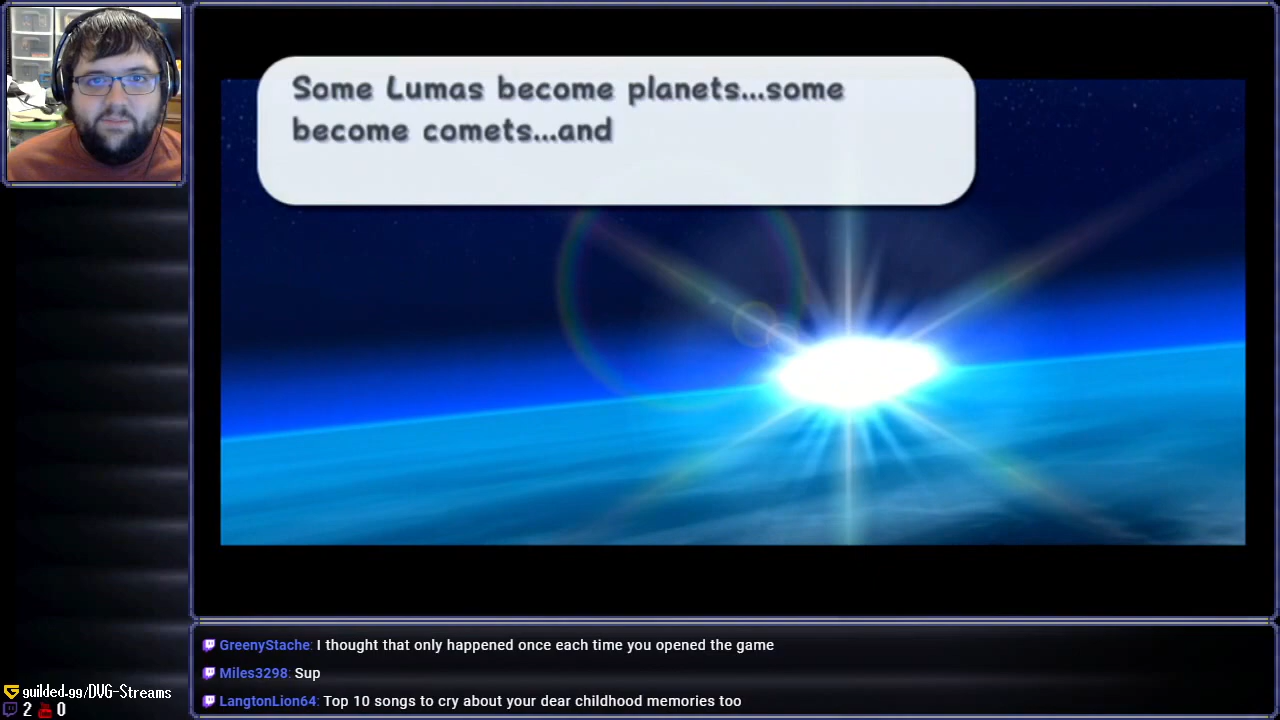 Some Lumas become planets...some
become comets...and
GreenyStache: I thought that only happened once each time you opened the game
Miles3298: Sup
LangtonLion64: Top 10 songs to cry about your dear childhood memories too
guilded.gg/DVG-Streams
2 0